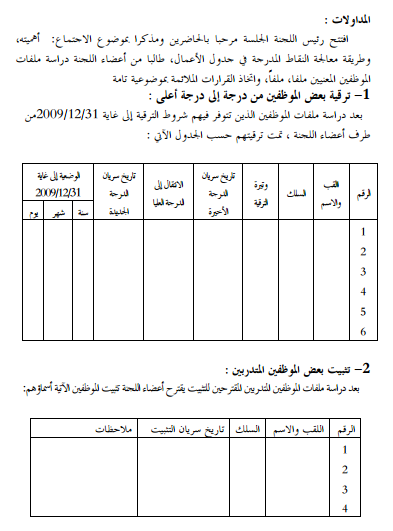 المداولات :
افتتح رئيس اللجنة الجلسة مرحبا بالحاضرين ومذكرا بموضوع الاجتماع: أهميته،
وطريقة معالجة النقاط المدرجة في جدول الأعمال، طالبا من أعضاء اللجنة دراسة ملفات
الموظفين المعنيين ملفا، ملفاً، واتخاذ القرارات الملائمة بموضوعية تامة
1- ترقية بعض الموظفين من درجة إلى درجة أعلى :
بعد دراسة ملفات الموظفين الذين تتوفر فيهم شروط الترقية إلى غاية 2009/12/31من
طرف أعضاء اللجنة ، تمت ترقيتهم حسب الجدول الآتي :
الرقم اللقب والاسم السلك وتيرة الترقية تاريخ سريان الدرجة الأخيرة الانتقال إلى الدرجة العليا تاريخ سريان الدرجة الجديدة الوضعية إلى غاية 2009/12/31
سنة شهر يوم
1
2
3
4
5
6
2- تثبيت بعض الموظفين المتدربين :
بعد دراسة ملفات الموظفين المتدربين المقترحين للتثبيت يقترح أعضاء اللجنة تثبيت الموظفين الآتية أسماؤهم:
الرقم اللقب والاسم السلك تاريخ سريان التثبيت ملاحظات
1
2
3
4